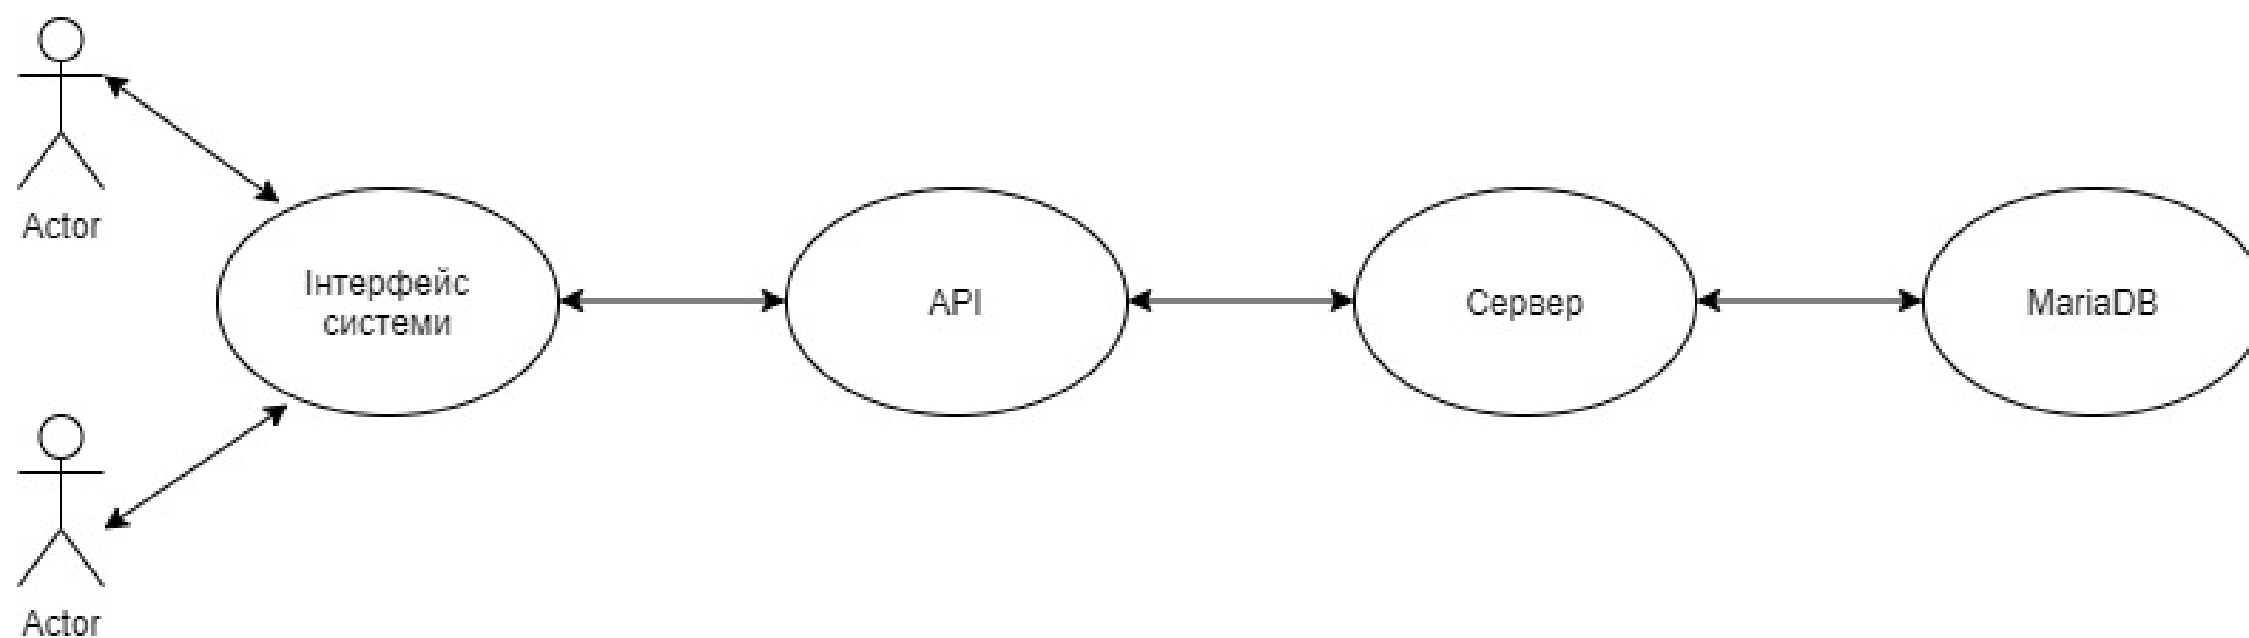 Actor
Інтерфейс
системи
API
Сервер
MariaDB
Actor